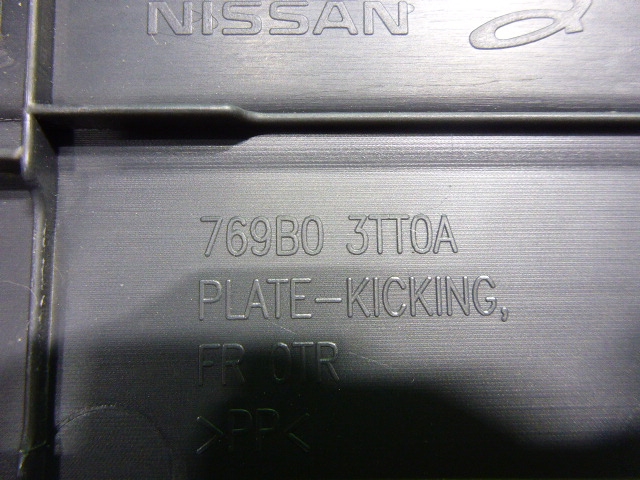 NISSAN
769B0 3TT0A
PLATE-KICKING,
FR OTR
>PP<